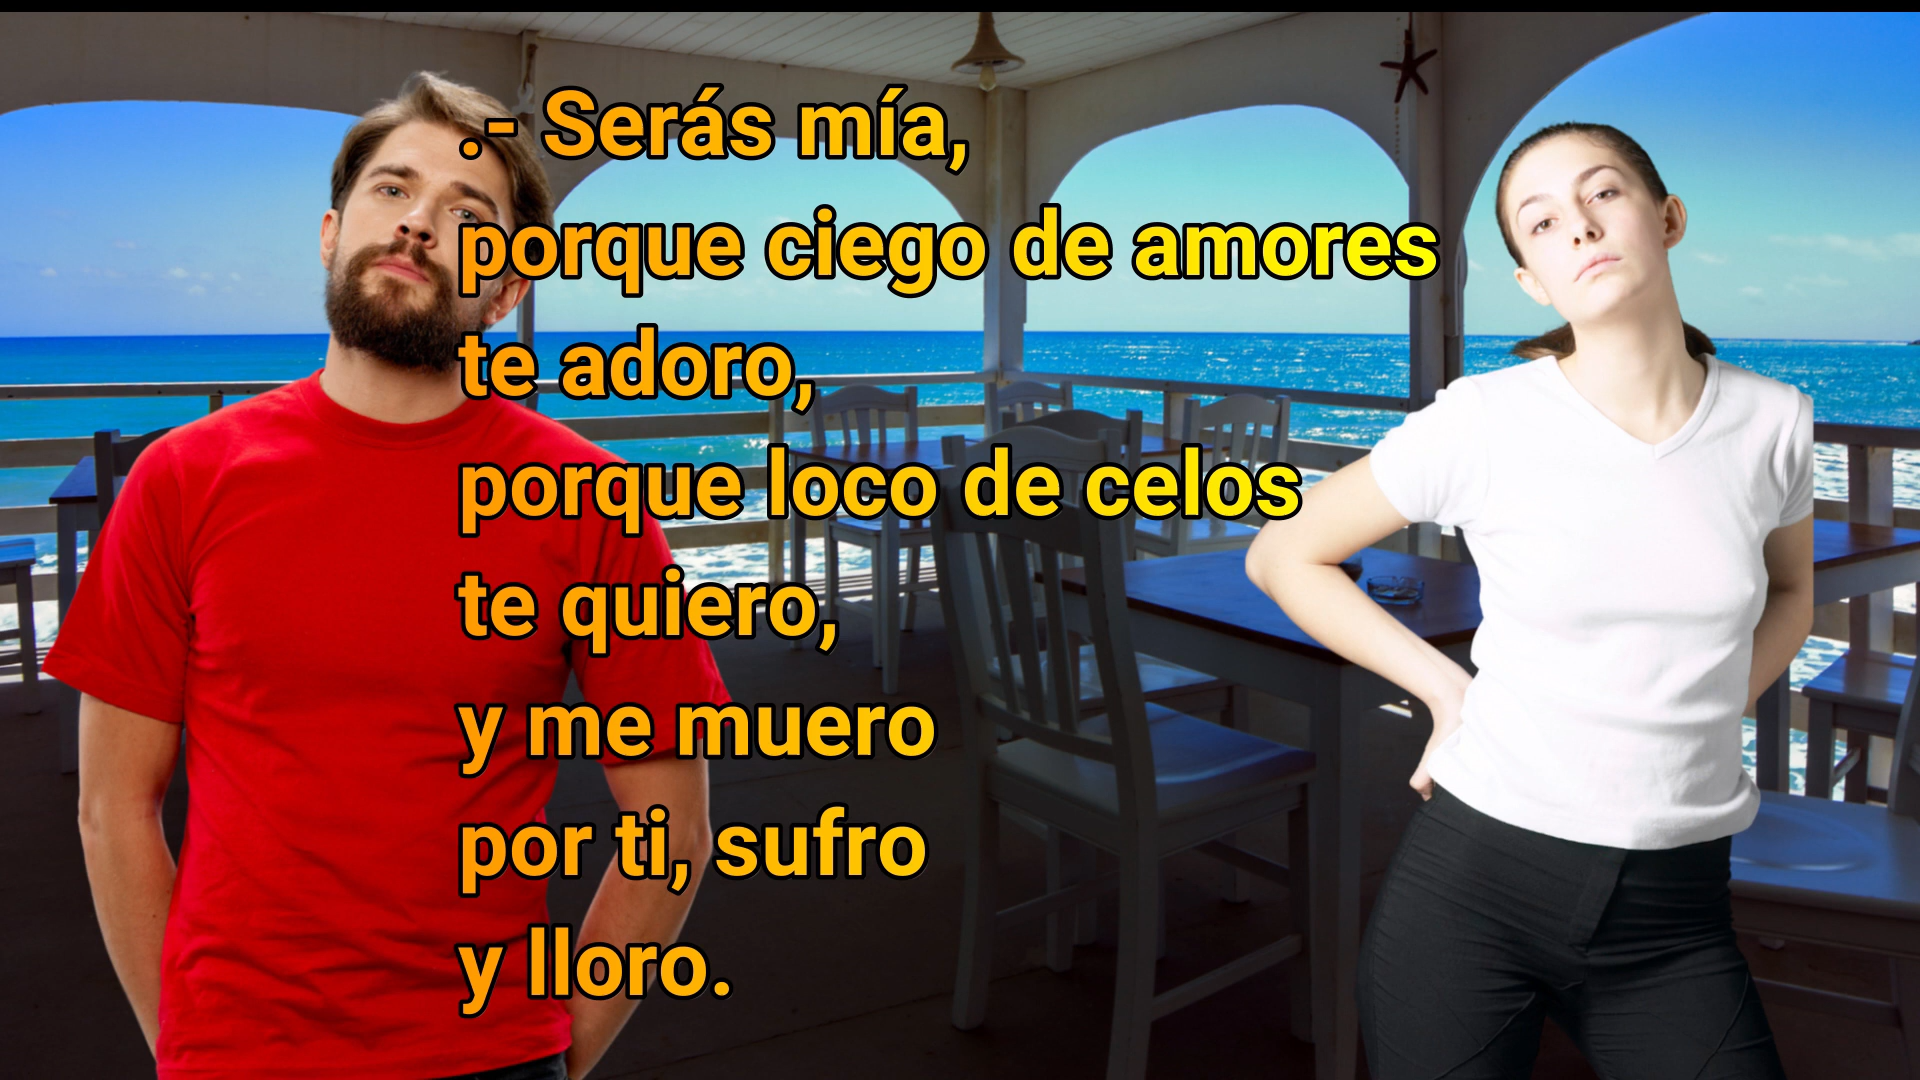 .- Serás mía,
porque ciego de amores
te adoro,
porque loco de celos
te quiero,
y me muero
por ti, sufro
y lloro.